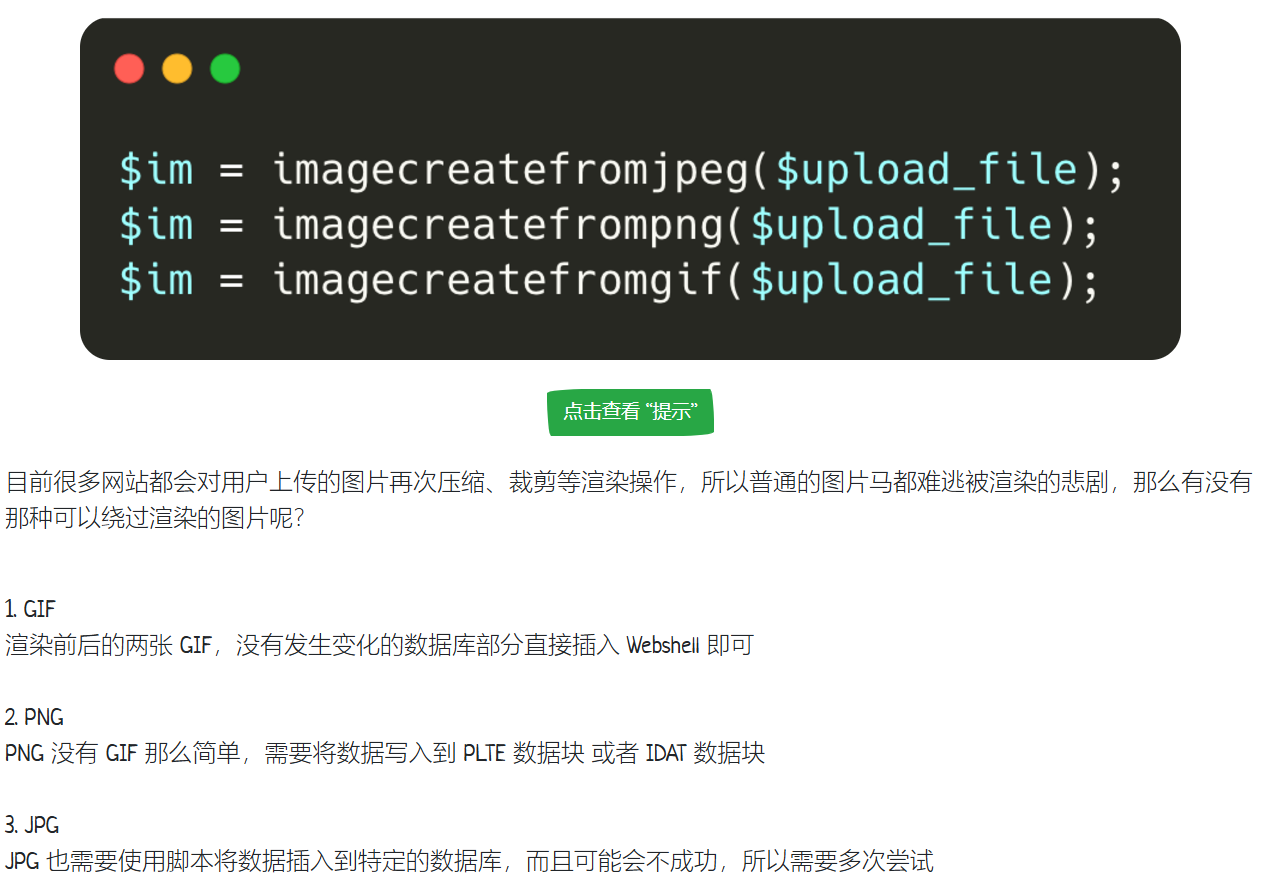 $im = imagecreatefromjpeg($upload_file);
$im = imagecreatefrompng($upload_file);
$im = imagecreatefromgif($upload_file);
点击查看 “提示”
目前很多网站都会对用户上传的图片再次压缩、裁剪等渲染操作，所以普通的图片马都难逃被渲染的悲剧，那么有没有
那种可以绕过渲染的图片呢？
1. GIF
渲染前后的两张 GIF，没有发生变化的数据库部分直接插入 Webshell 即可
2. PNG
PNG 没有 GIF 那么简单，需要将数据写入到 PLTE 数据块 或者 IDAT 数据块
3. JPG
JPG 也需要使用脚本将数据插入到特定的数据库，而且可能会不成功，所以需要多次尝试